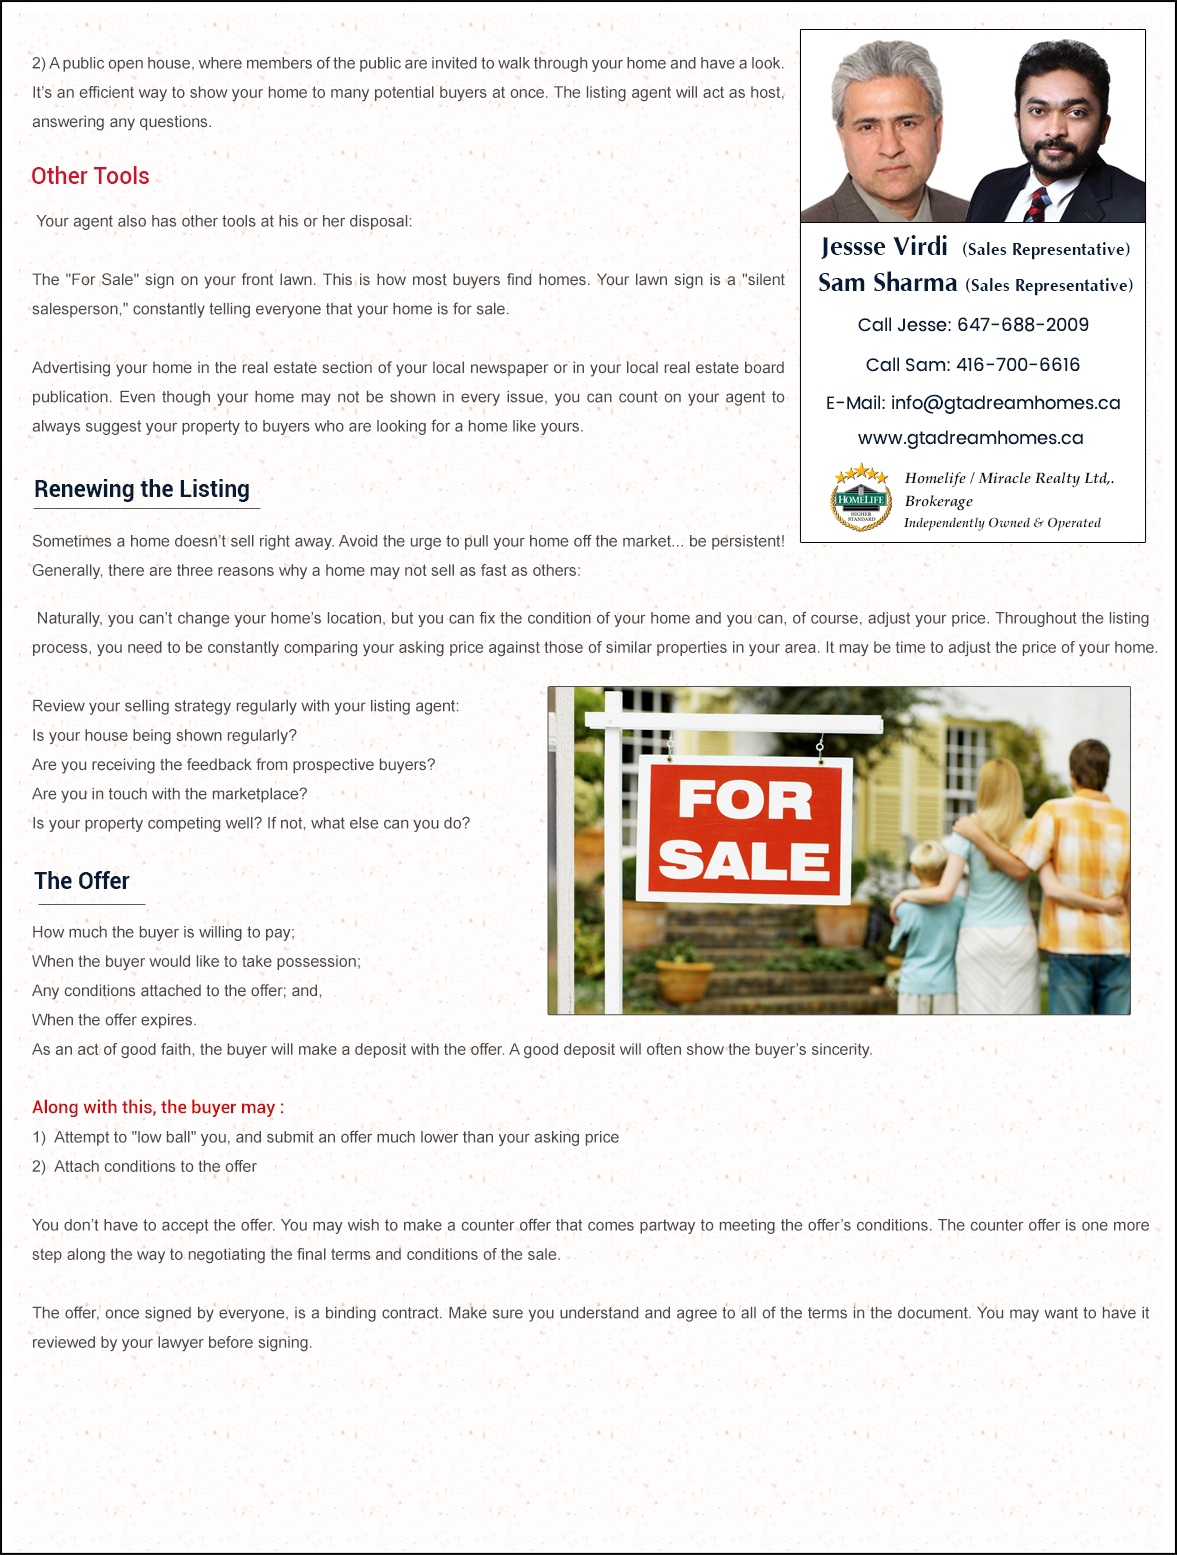 2) A public open house, where members of the public are invited to walk through your home and have a look.
It’s an efficient way to show your home to many potential buyers at once. The listing agent will act as host,
answering any questions.
Other Tools
Your agent also has other tools at his or her disposal:
The "For Sale" sign on your front lawn. This is how most buyers find homes. Your lawn sign is a "silent
salesperson," constantly telling everyone that your home is for sale.
Advertising your home in the real estate section of your local newspaper or in your local real estate board
publication. Even though your home may not be shown in every issue, you can count on your agent to
always suggest your property to buyers who are looking for a home like yours.
Jessse Virdi (Sales Representative)
Sam Sharma (Sales Representative)
Call Jesse: 647-688-2009
Call Sam: 416-700-6616
E-Mail: info@gtadreamhomes.ca
www.gtadreamhomes.ca
HOMELIFE
HIGHER
STANDARD
Homelife / Miracle Realty Ltd,.
Brokerage
Independently Owned & Operated
Renewing the Listing
Sometimes a home doesn’t sell right away. Avoid the urge to pull your home off the market... be persistent!
Generally, there are three reasons why a home may not sell as fast as others:
Naturally, you can’t change your home’s location, but you can fix the condition of your home and you can, of course, adjust your price. Throughout the listing
process, you need to be constantly comparing your asking price against those of similar properties in your area. It may be time to adjust the price of your home.
Review your selling strategy regularly with your listing agent:
Is your house being shown regularly?
Are you receiving the feedback from prospective buyers?
Are you in touch with the marketplace?
Is your property competing well? If not, what else can you do?
FOR
SALE
The Offer
How much the buyer is willing to pay;
When the buyer would like to take possession;
Any conditions attached to the offer; and,
When the offer expires.
As an act of good faith, the buyer will make a deposit with the offer. A good deposit will often show the buyer’s sincerity.
Along with this, the buyer may :
1) Attempt to "low ball" you, and submit an offer much lower than your asking price
2) Attach conditions to the offer
You don’t have to accept the offer. You may wish to make a counter offer that comes partway to meeting the offer’s conditions. The counter offer is one more
step along the way to negotiating the final terms and conditions of the sale.
The offer, once signed by everyone, is a binding contract. Make sure you understand and agree to all of the terms in the document. You may want to have it
reviewed by your lawyer before signing.